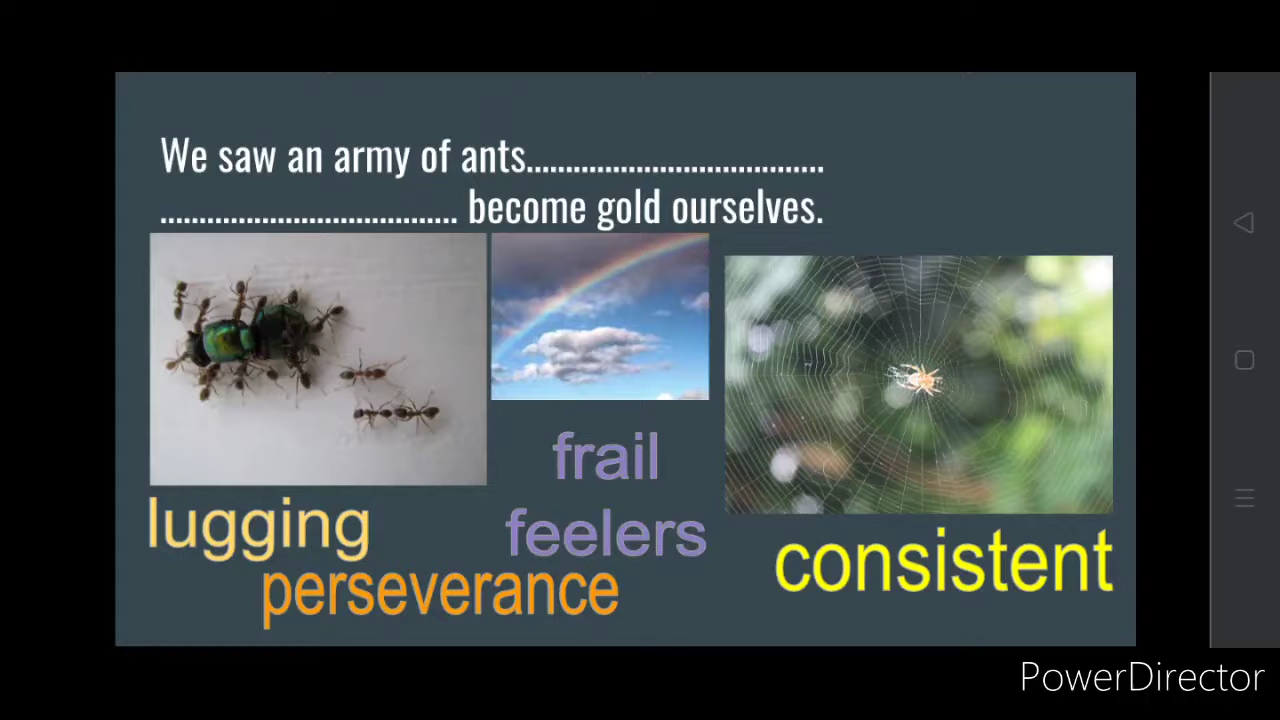 We saw an army of ants.......................................
....................................... become gold ourselves.
frail
lugging
feelers
perseverance
consistent
PowerDirector